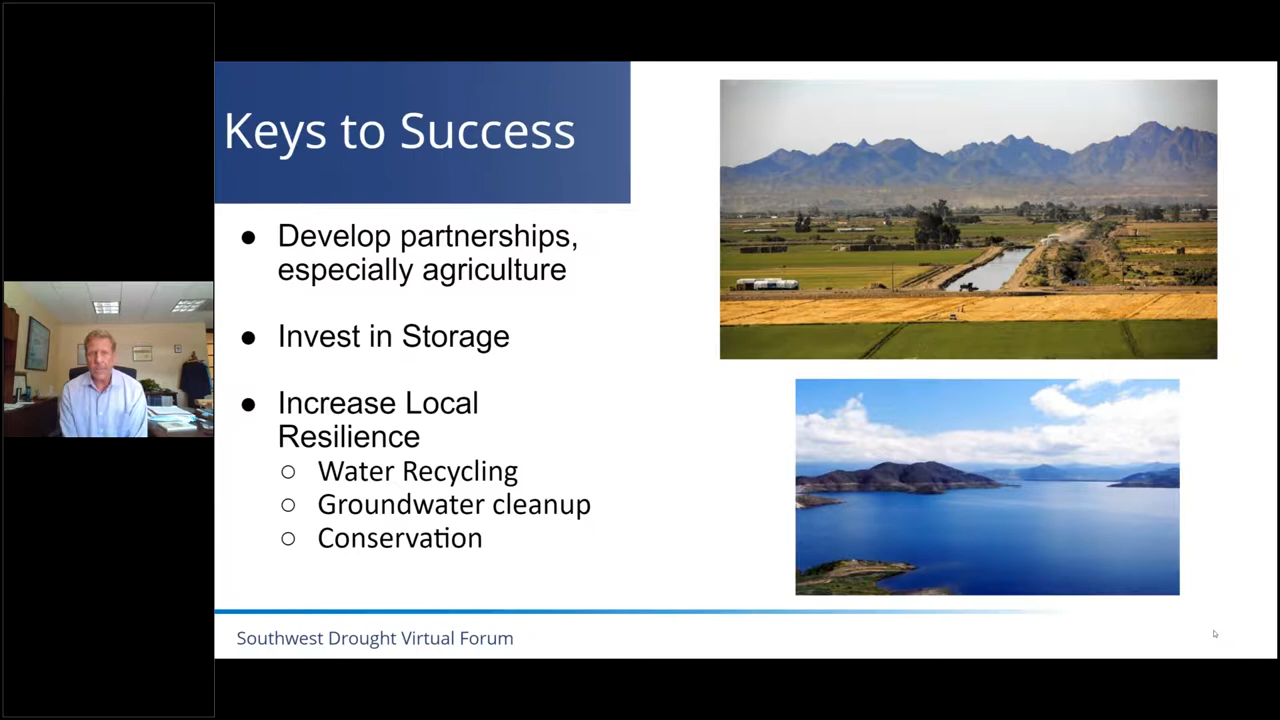 Keys to Success
● Develop partnerships,
especially agriculture
● Invest in Storage
● Increase Local
Resilience
○ Water Recycling
○ Groundwater cleanup
○ Conservation
Southwest Drought Virtual Forum